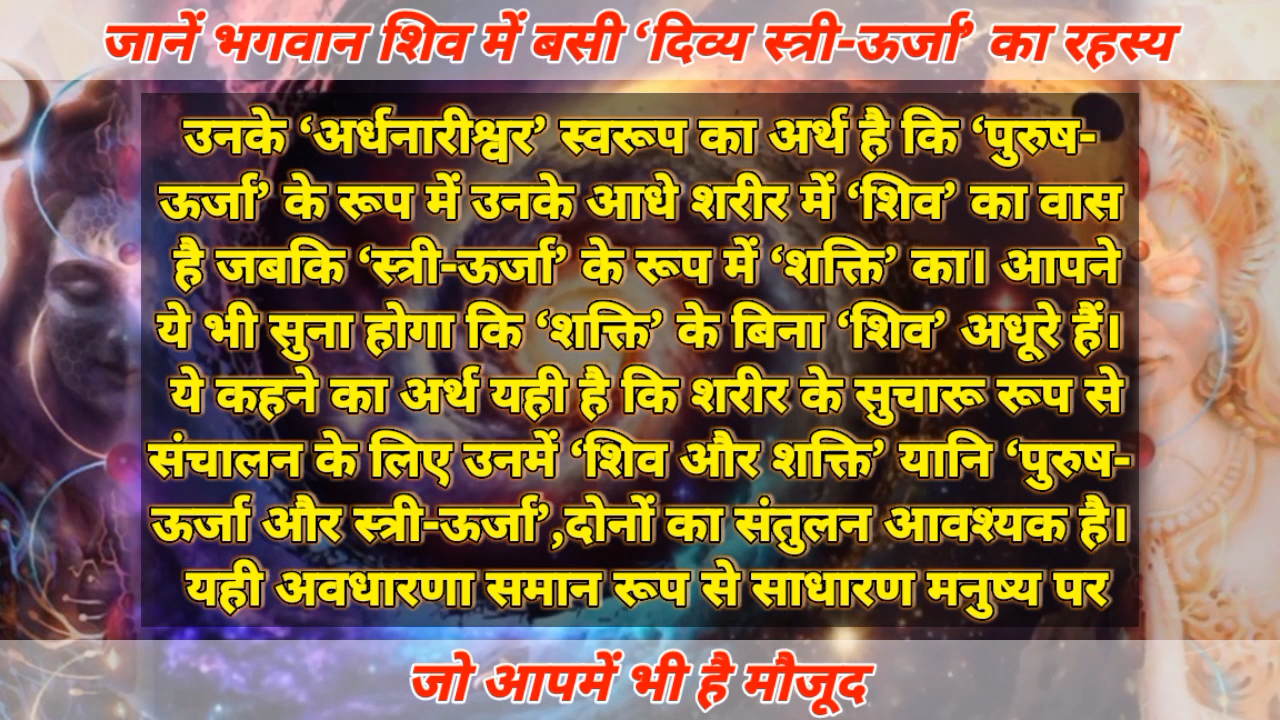 जानें भगवान शिव में बसी ‘दिव्य स्त्री-ऊर्जा’ का रहस्य
उनके ‘अर्धनारीश्वर’ स्वरूप का अर्थ है कि ‘पुरुष-
ऊर्जा’ के रूप में उनके आधे शरीर में ‘शिव’ का वास
है जबकि ‘स्त्री-ऊर्जा’ के रूप में ‘शक्ति’ का। आपने
ये भी सुना होगा कि ‘शक्ति’ के बिना ‘शिव’ अधूरे हैं।
ये कहने का अर्थ यही है कि शरीर के सुचारू रूप से
संचालन के लिए उनमें ‘शिव और शक्ति’ यानि ‘पुरुष-
ऊर्जा और स्त्री-ऊर्जा’,दोनों का संतुलन आवश्यक है।
यही अवधारणा समान रूप से साधारण मनुष्य पर
जो आपमें भी है मौजूद